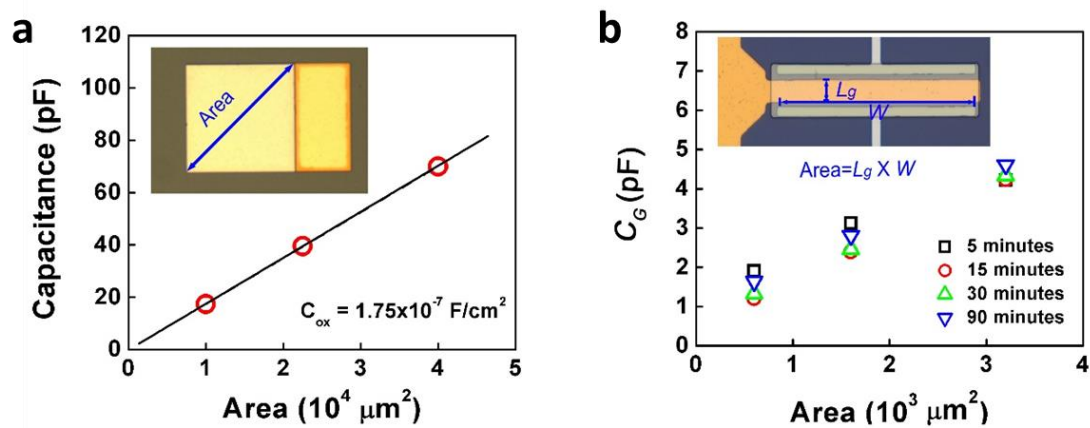 a
Capacitance (pF)
120
100
80
60
40
20
0
Area
C_ox = 1.75x10^-7 F/cm^2
0 1 2 3 4 5
Area (10^4 μm^2)
b
C_G (pF)
8
7
6
5
4
3
2
1
0
L_g
W
Area=L_g X W
5 minutes
15 minutes
30 minutes
90 minutes
0 1 2 3 4
Area (10^3 μm^2)